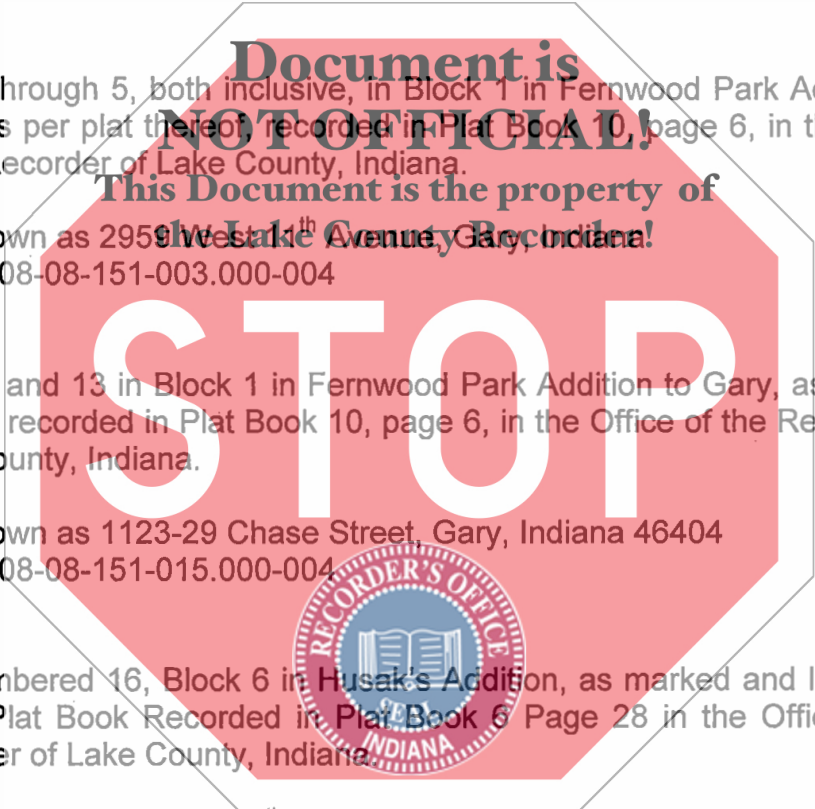 Document is
hrough 5, both inclusive, in Block 1 in Fernwood Park Ad
NOT OFFICIAL!
s per plat thereof, recorded in Plat Book 10, page 6, in t
ecorder of Lake County, Indiana.
This Document is the property of
the Lake County Recorder!
own as 2959 West 11th Avenue, Gary, Indiana
08-08-151-003.000-004
STOP
and 13 in Block 1 in Fernwood Park Addition to Gary, as
recorded in Plat Book 10, page 6, in the Office of the Re
ounty, Indiana.
own as 1123-29 Chase Street, Gary, Indiana 46404
08-08-151-015.000-004
RECORDER'S OFFICE
SEAL
INDIANA
nbered 16, Block 6 in Husak's Addition, as marked and l
Plat Book Recorded in Plat Book 6 Page 28 in the Offi
er of Lake County, Indiana.